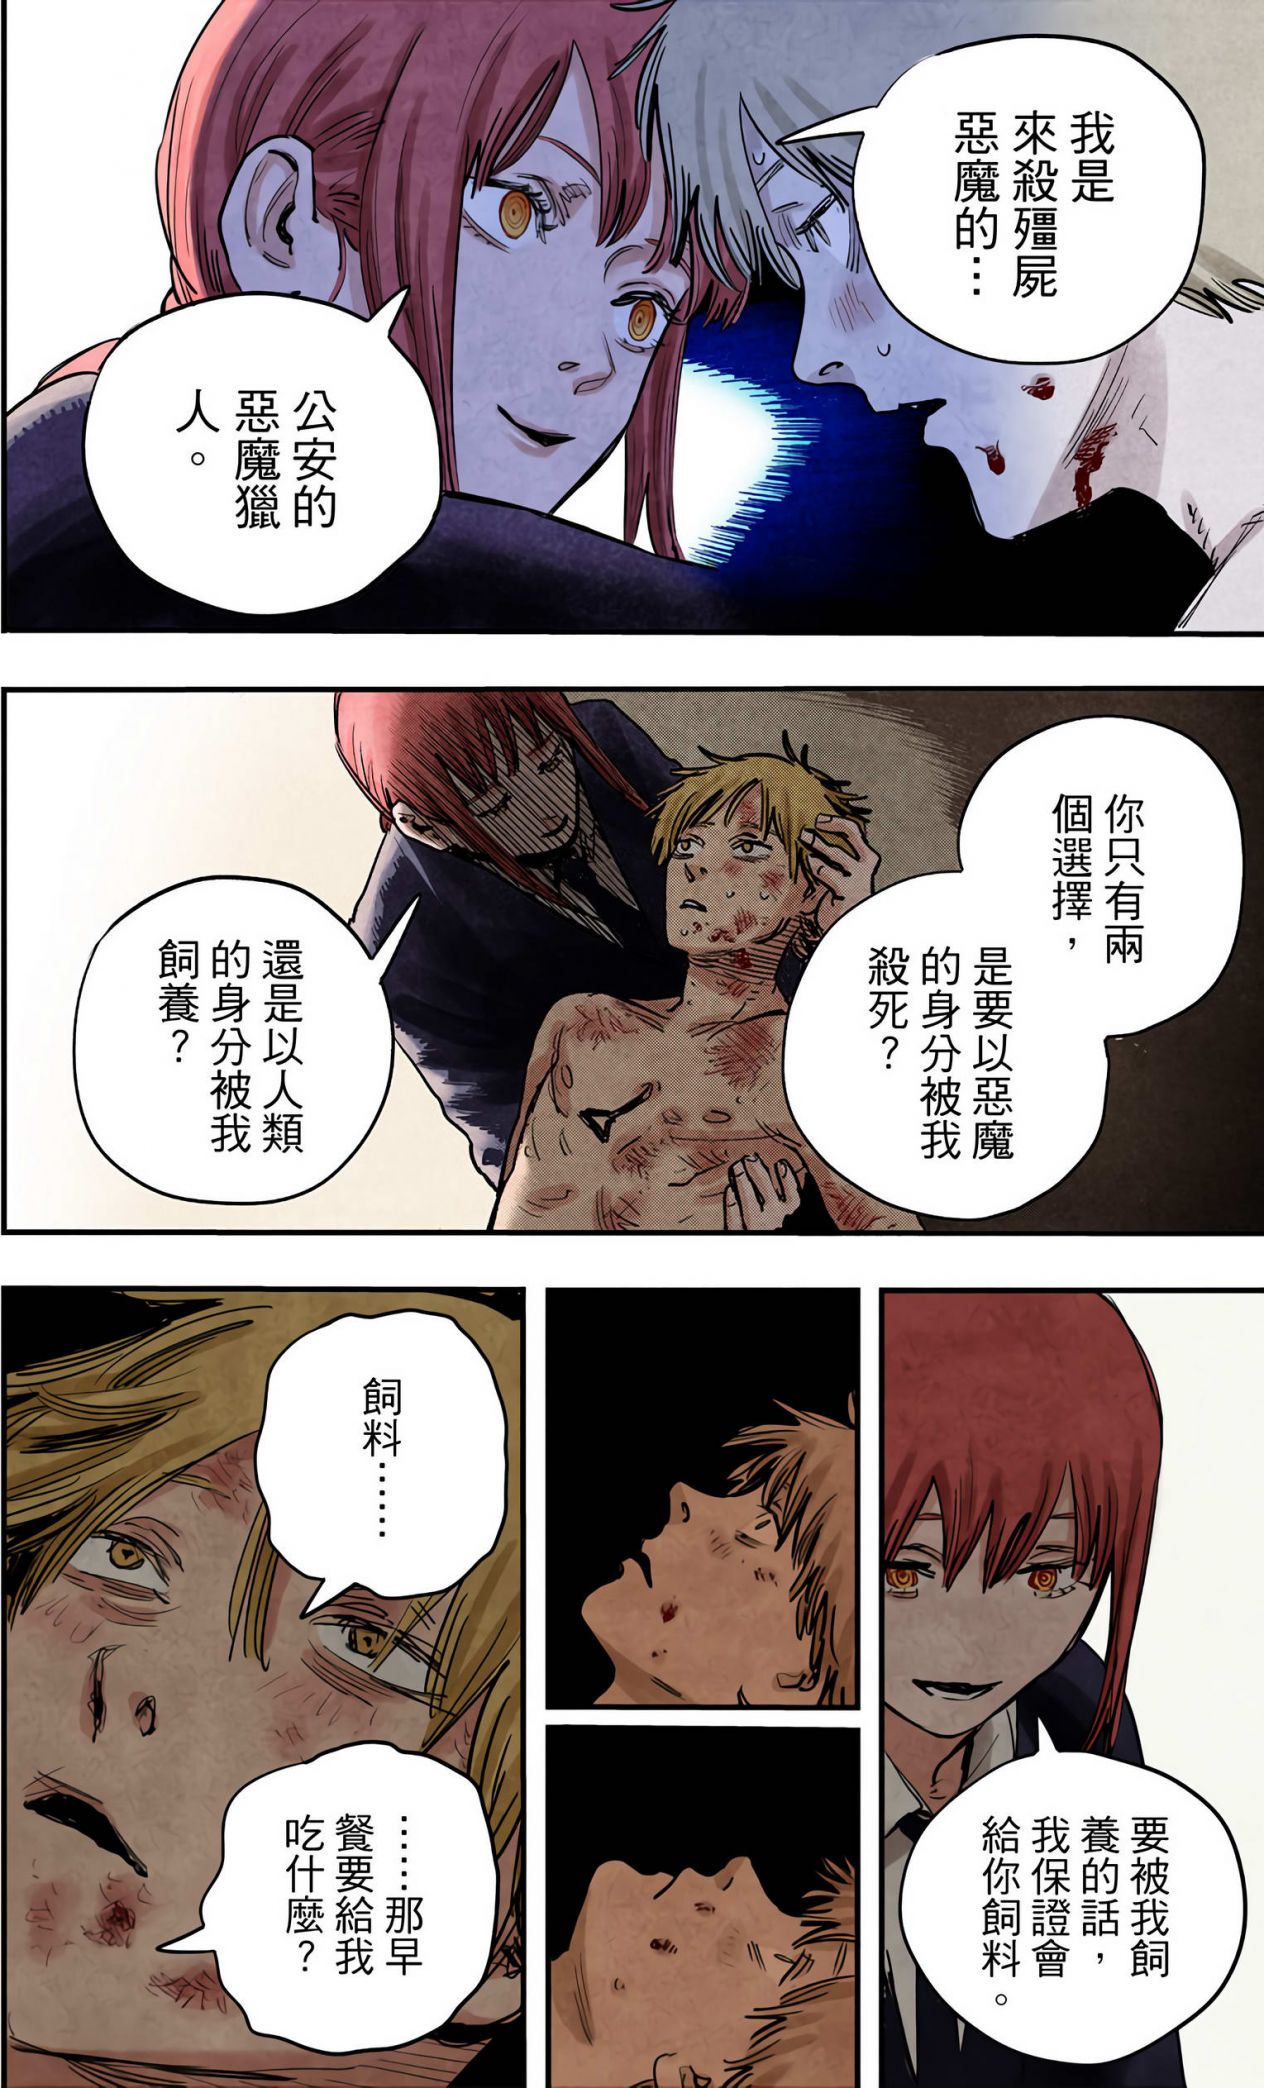 我是
來殺殭屍
惡魔的…
公安的
惡魔獵
人。
你只有兩
個選擇，
是要以惡魔
的身分被我
殺死？
還是以人類
的身分被我
飼養？
要被我飼
養的話，
我保證會
給你飼料。
飼料……
……那早
餐要給我
吃什麼？